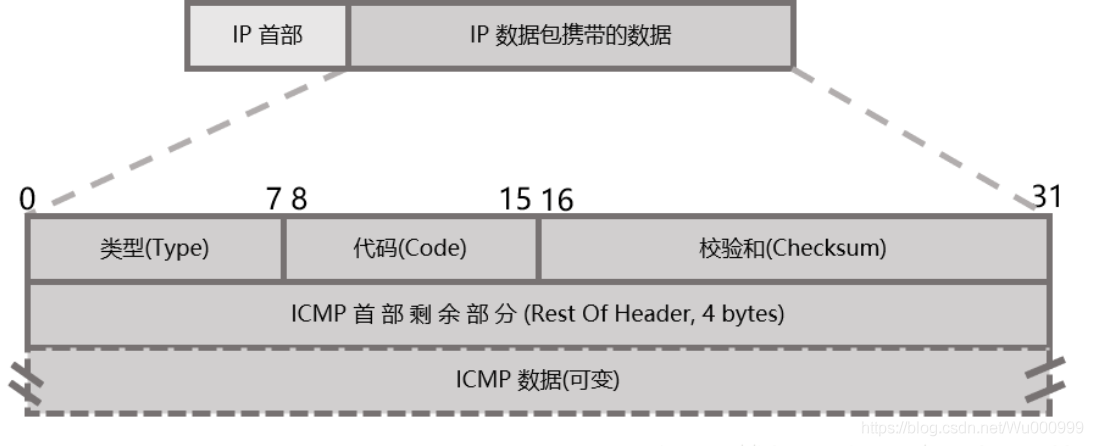 IP 首部 IP 数据包携带的数据
0 7 8 15 16 31
类型(Type) 代码(Code) 校验和(Checksum)
ICMP 首 部 剩 余 部 分 (Rest Of Header, 4 bytes)
ICMP 数据(可变)
https://blog.csdn.net/Wu000999